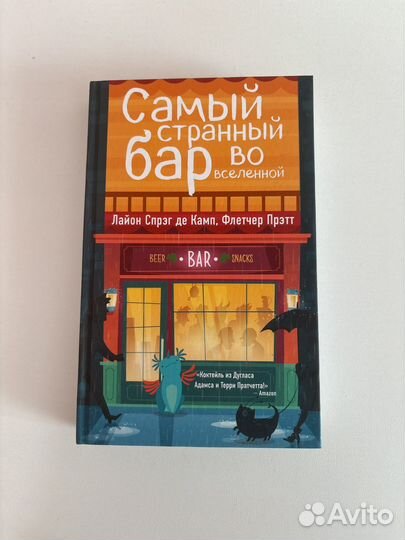 Самый
странный
бар во
вселенной
Лайон Спрэг де Камп, Флетчер Прэтт
BEER BAR SNACKS
«Коктейль из Дугласа
Адамса и Терри Пратчетта!»
— Amazon
Avito